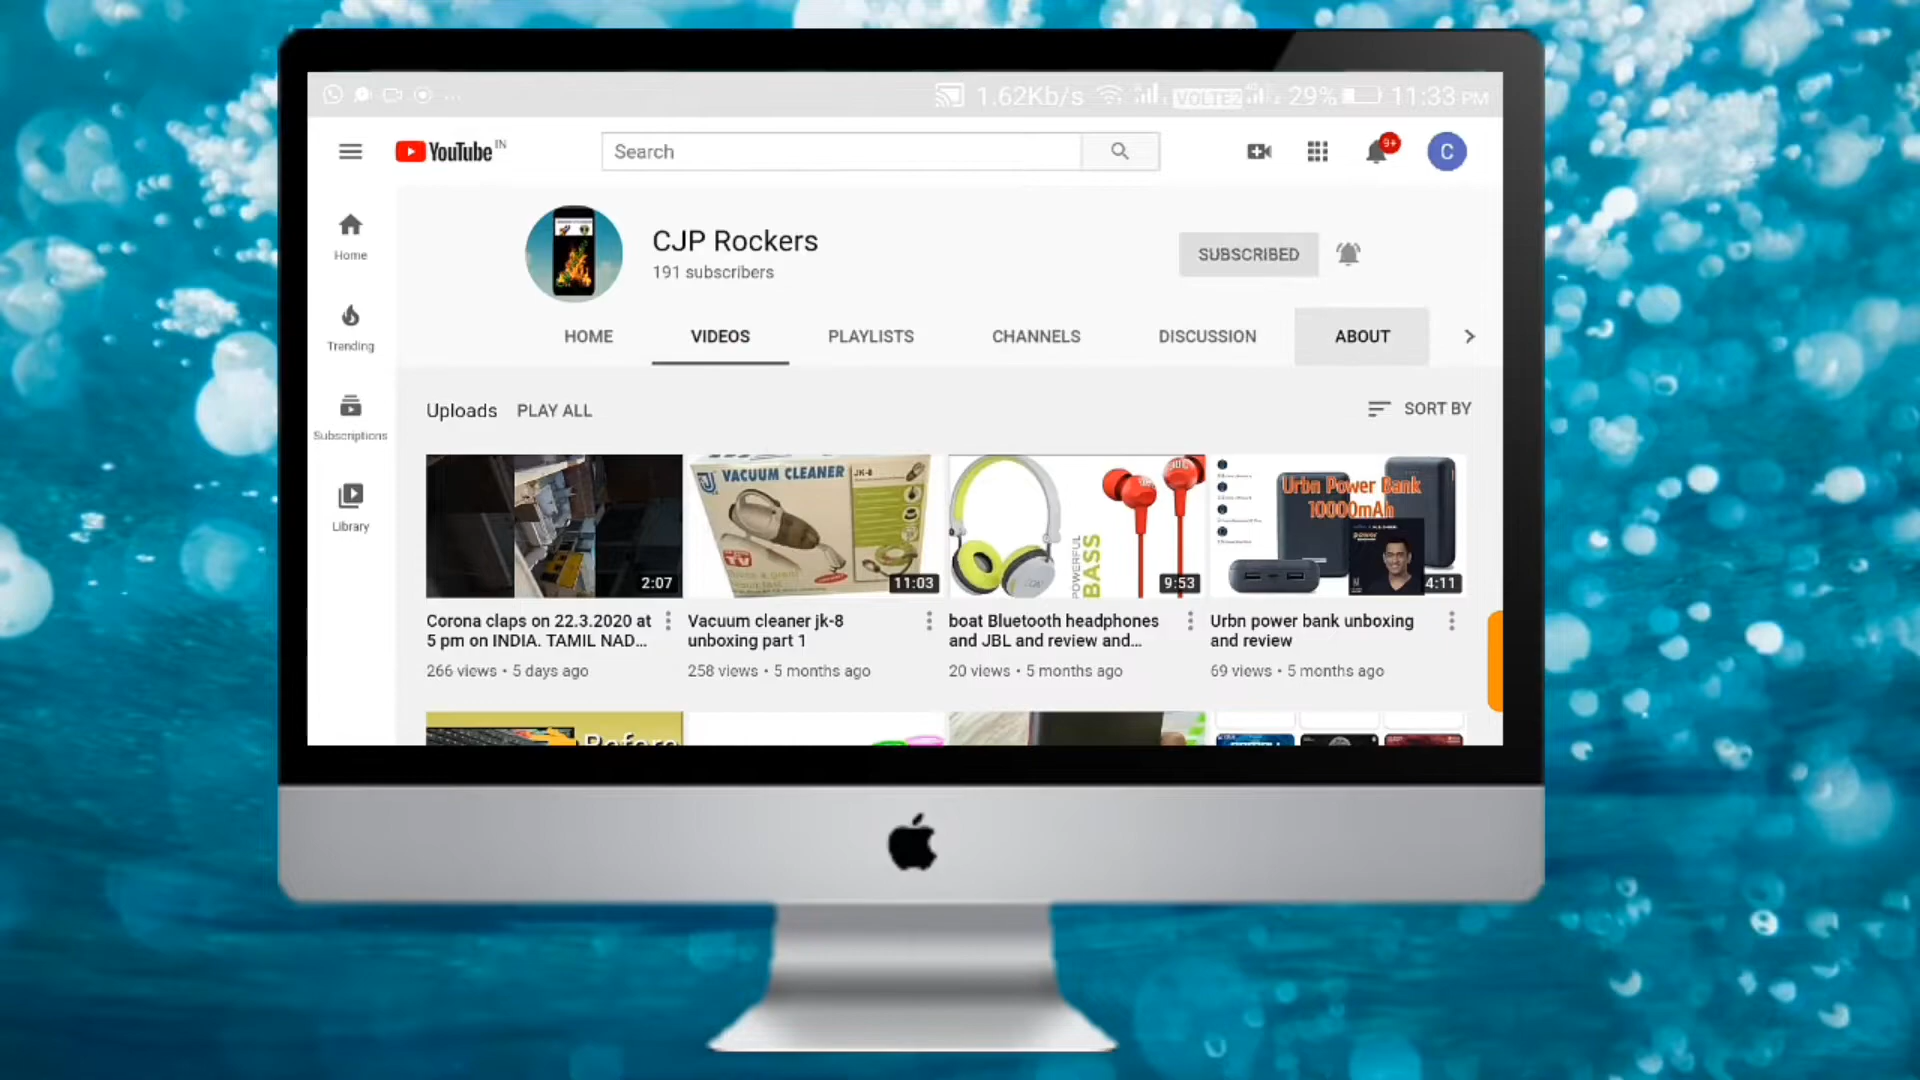 1.62Kb/s VOLTE2 29% 11:33 PM
YouTube IN
Search
9+
C
Home
Trending
Subscriptions
Library
CJP Rockers
191 subscribers
SUBSCRIBED
HOME VIDEOS PLAYLISTS CHANNELS DISCUSSION ABOUT
Uploads PLAY ALL
SORT BY
2:07
VACUUM CLEANER JK-8
11:03
POWERFUL
BASS
JBL
9:53
Urbn Power Bank
10000mAh
power
4:11
Corona claps on 22.3.2020 at
5 pm on INDIA. TAMIL NAD...
266 views • 5 days ago
Vacuum cleaner jk-8
unboxing part 1
258 views • 5 months ago
boat Bluetooth headphones
and JBL and review and...
20 views • 5 months ago
Urbn power bank unboxing
and review
69 views • 5 months ago
Before